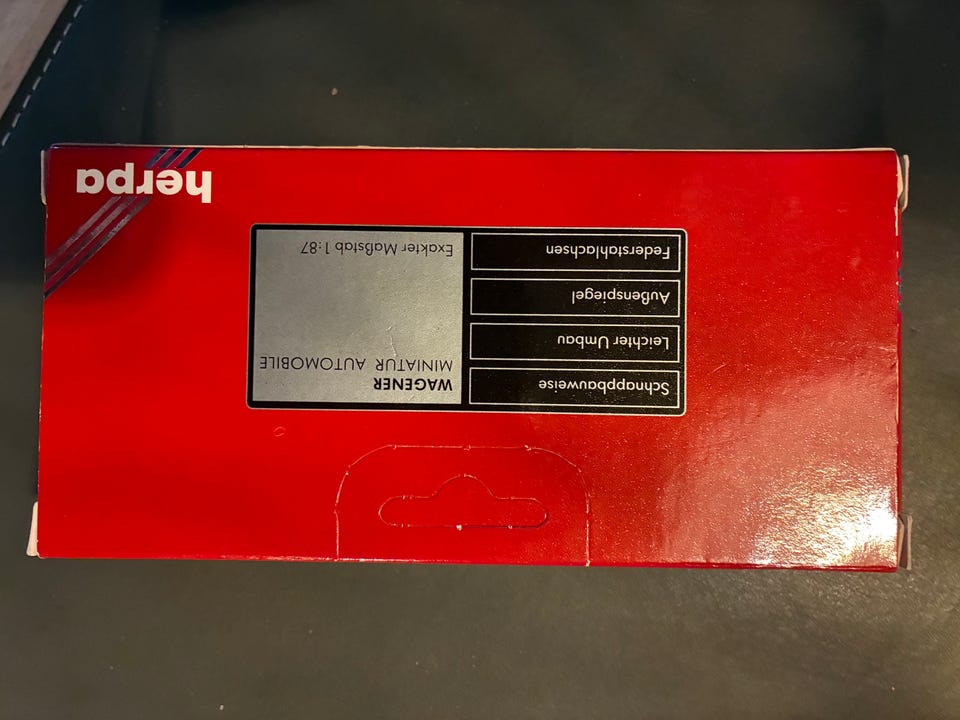 Schnappbauweise
Leichter Umbau
Außenspiegel
Federstahlachsen
WAGENER
MINIATUR AUTOMOBILE
Exakter Maßstab 1:87
herpa